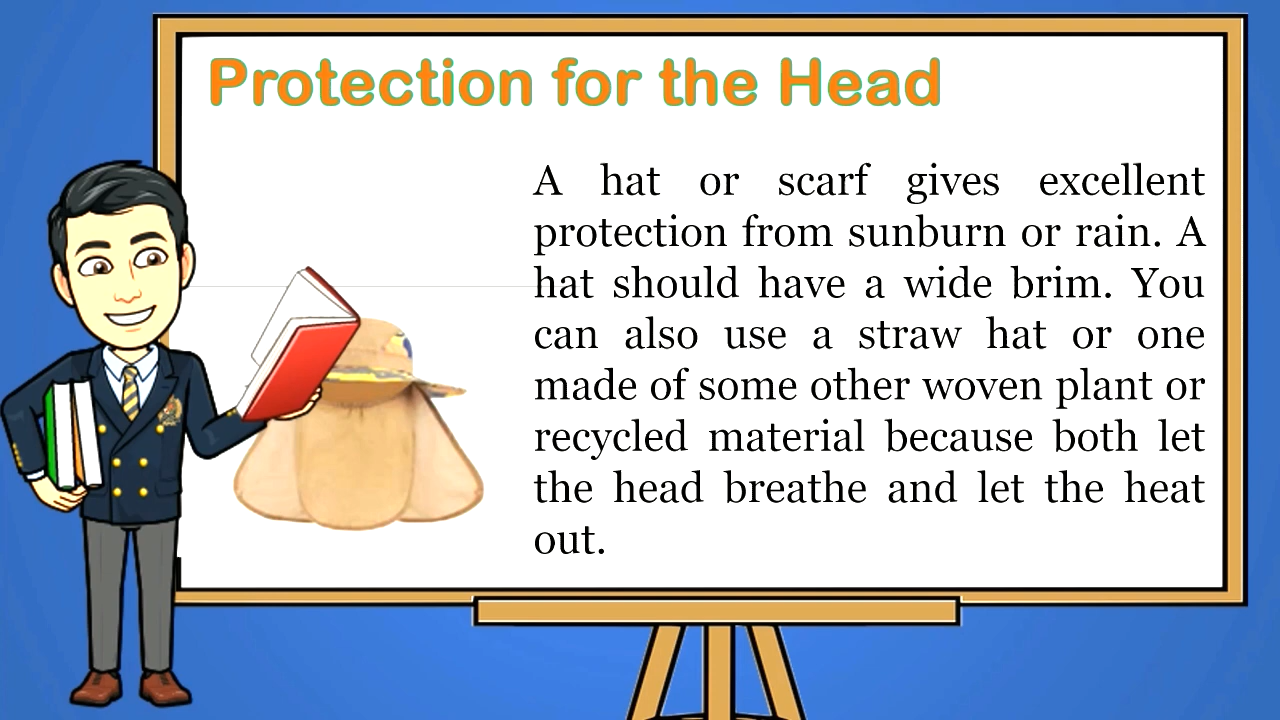 Protection for the Head
A hat or scarf gives excellent
protection from sunburn or rain. A
hat should have a wide brim. You
can also use a straw hat or one
made of some other woven plant or
recycled material because both let
the head breathe and let the heat
out.